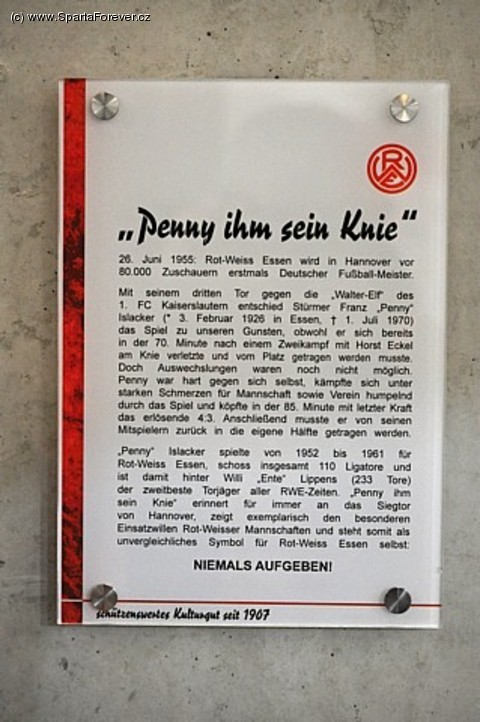 (c) www.SpartaForever.cz
RWE
„Penny ihm sein Knie“
26. Juni 1955: Rot-Weiss Essen wird in Hannover vor
80.000 Zuschauern erstmals Deutscher Fußball-Meister.
Mit seinem dritten Tor gegen die „Walter-Elf“ des
1. FC Kaiserslautern entschied Stürmer Franz „Penny“
Islacker (* 3. Februar 1926 in Essen, † 1. Juli 1970)
das Spiel zu unseren Gunsten, obwohl er sich bereits
in der 70. Minute nach einem Zweikampf mit Horst Eckel
am Knie verletzte und vom Platz getragen werden musste.
Doch Auswechslungen waren noch nicht möglich.
Penny war hart gegen sich selbst, kämpfte sich unter
starken Schmerzen für Mannschaft sowie Verein humpelnd
durch das Spiel und köpfte in der 85. Minute mit letzter Kraft
das erlösende 4:3. Anschließend musste er von seinen
Mitspielern zurück in die eigene Hälfte getragen werden.
„Penny“ Islacker spielte von 1952 bis 1961 für
Rot-Weiss Essen, schoss insgesamt 110 Ligatore und
ist damit hinter Willi „Ente“ Lippens (233 Tore)
der zweitbeste Torjäger aller RWE-Zeiten. „Penny ihm
sein Knie“ erinnert für immer an das Siegtor
von Hannover, zeigt exemplarisch den besonderen
Einsatzwillen Rot-Weisser Mannschaften und steht somit als
unvergleichliches Symbol für Rot-Weiss Essen selbst:
NIEMALS AUFGEBEN!
schützenswertes Kulturgut seit 1907